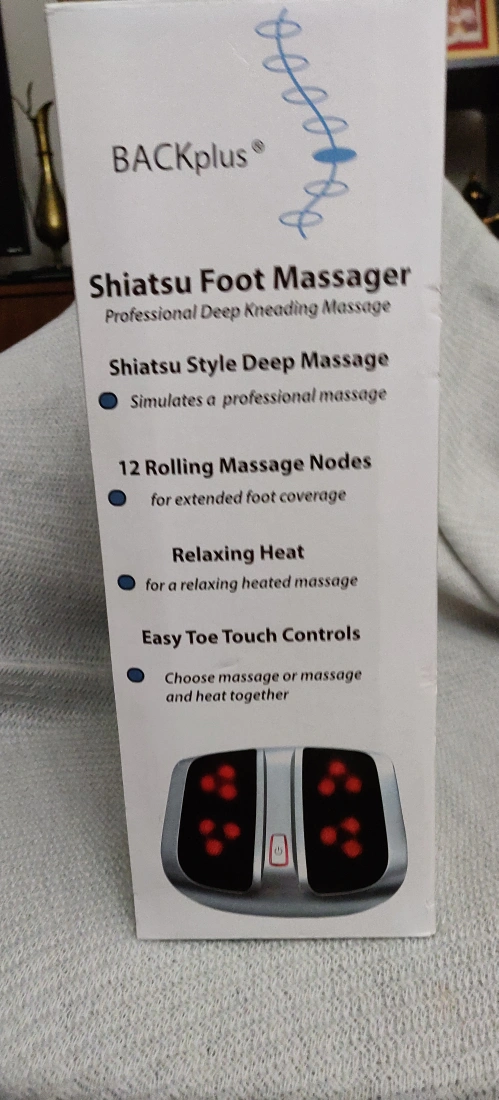 BACKplus®
Shiatsu Foot Massager
Professional Deep Kneading Massage
Shiatsu Style Deep Massage
Simulates a professional massage
12 Rolling Massage Nodes
for extended foot coverage
Relaxing Heat
for a relaxing heated massage
Easy Toe Touch Controls
Choose massage or massage
and heat together